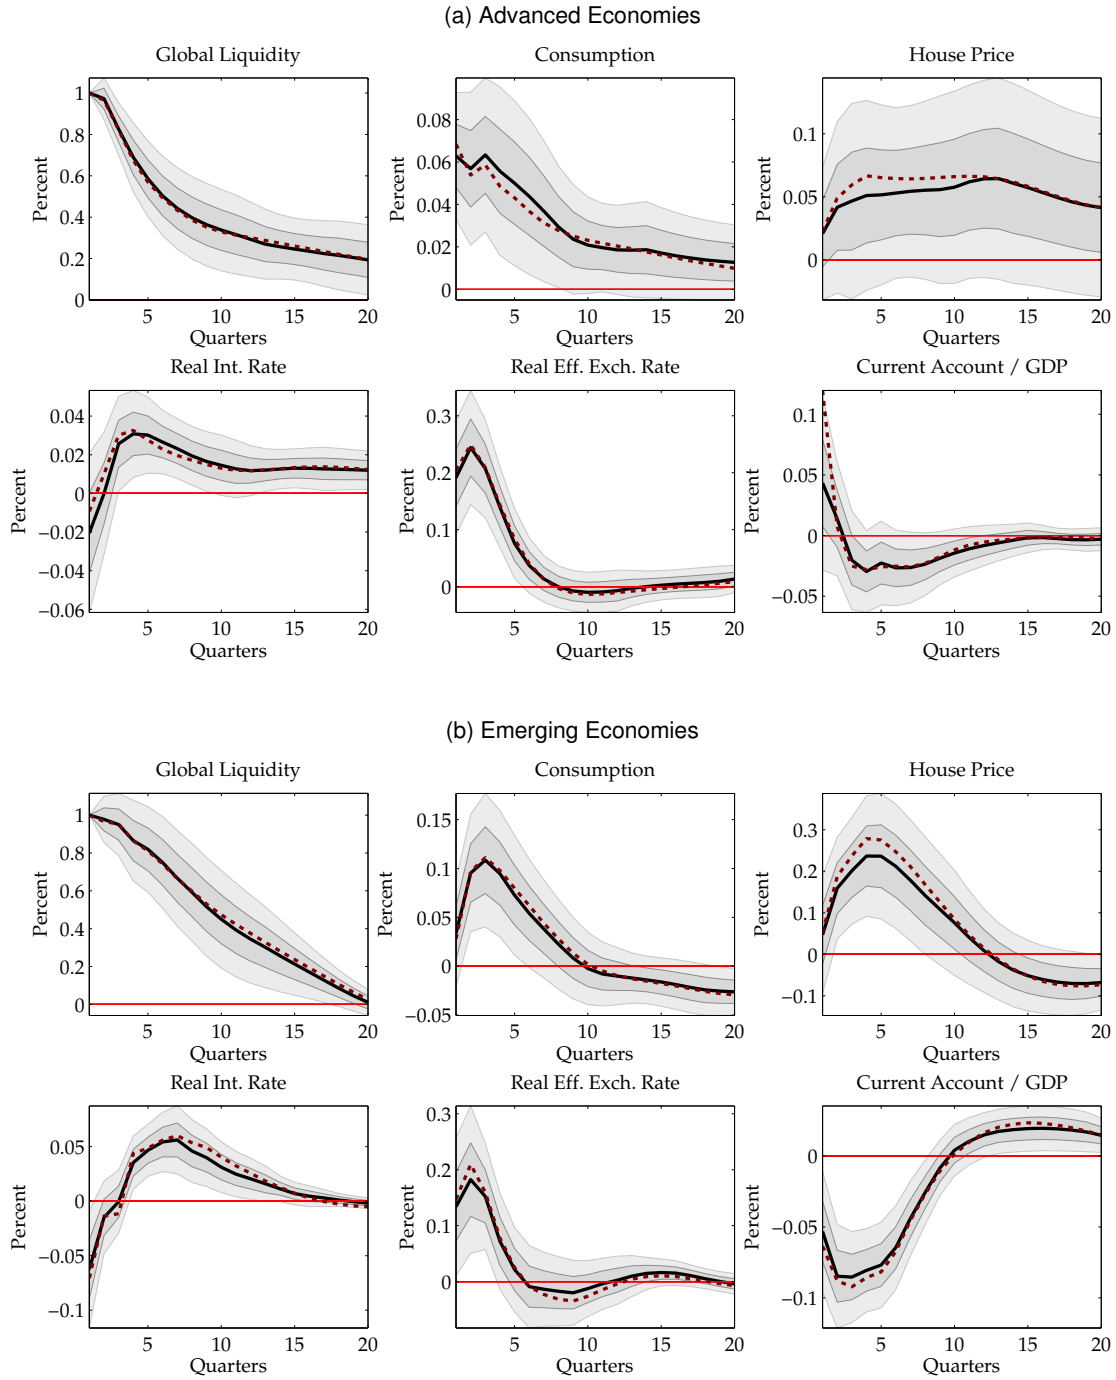 (a) Advanced Economies
Global Liquidity Consumption House Price
Percent
1
0.8
0.6
0.4
0.2
0
5 10 15 20
Quarters
Percent
0.08
0.06
0.04
0.02
0
5 10 15 20
Quarters
Percent
0.1
0.05
0
5 10 15 20
Quarters
Real Int. Rate Real Eff. Exch. Rate Current Account / GDP
Percent
0.04
0.02
0
−0.02
−0.04
−0.06
5 10 15 20
Quarters
Percent
0.3
0.2
0.1
0
5 10 15 20
Quarters
Percent
0.1
0.05
0
−0.05
5 10 15 20
Quarters
(b) Emerging Economies
Global Liquidity Consumption House Price
Percent
1
0.8
0.6
0.4
0.2
0
5 10 15 20
Quarters
Percent
0.15
0.1
0.05
0
−0.05
5 10 15 20
Quarters
Percent
0.3
0.2
0.1
0
−0.1
5 10 15 20
Quarters
Real Int. Rate Real Eff. Exch. Rate Current Account / GDP
Percent
0.05
0
−0.05
−0.1
5 10 15 20
Quarters
Percent
0.3
0.2
0.1
0
5 10 15 20
Quarters
Percent
0
−0.05
−0.1
5 10 15 20
Quarters